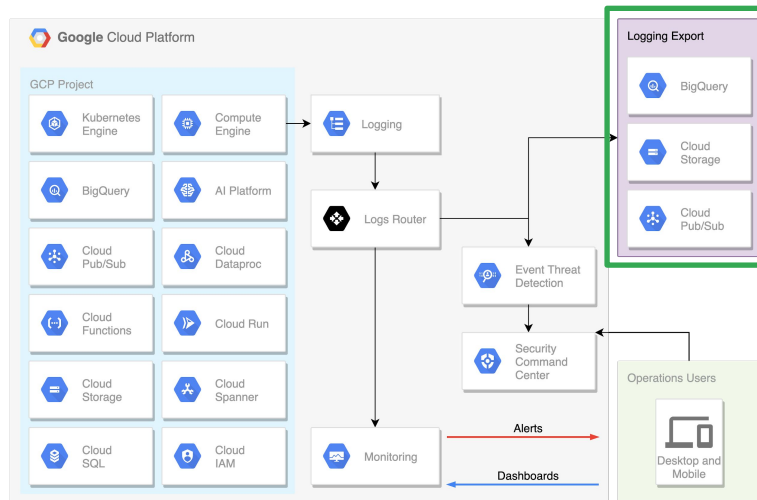 Google Cloud Platform
GCP Project
Kubernetes
Engine
Compute
Engine
BigQuery
AI Platform
Cloud
Pub/Sub
Cloud
Dataproc
Cloud
Functions
Cloud Run
Cloud
Storage
Cloud
Spanner
Cloud
SQL
Cloud
IAM
Logging
Logs Router
Monitoring
Event Threat
Detection
Security
Command
Center
Alerts
Dashboards
Logging Export
BigQuery
Cloud
Storage
Cloud
Pub/Sub
Operations Users
Desktop and
Mobile